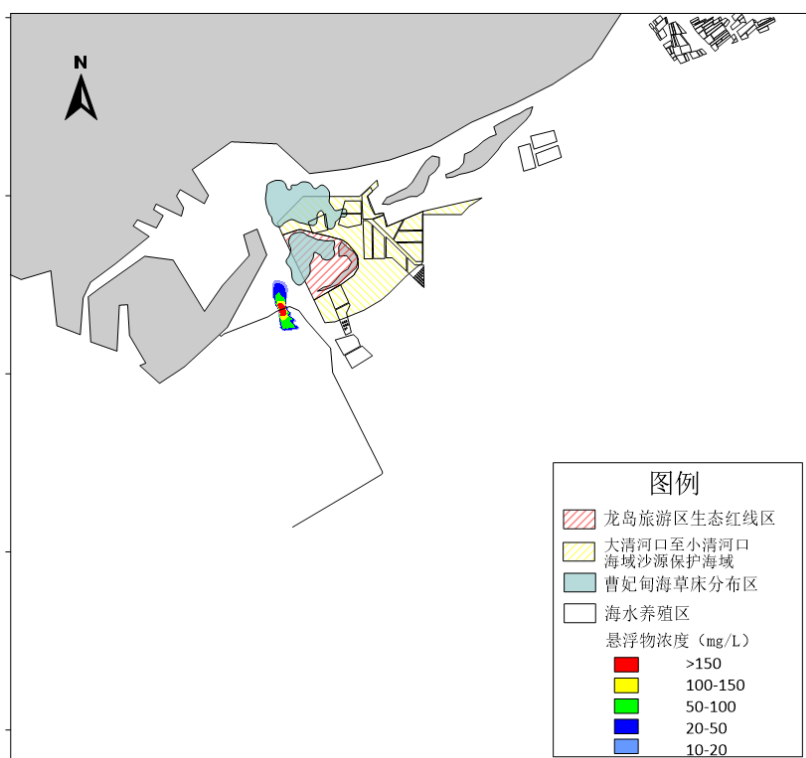 N
图例
龙岛旅游区生态红线区
大清河口至小清河口
海域沙源保护海域
曹妃甸海草床分布区
海水养殖区
悬浮物浓度（mg/L）
>150
100-150
50-100
20-50
10-20